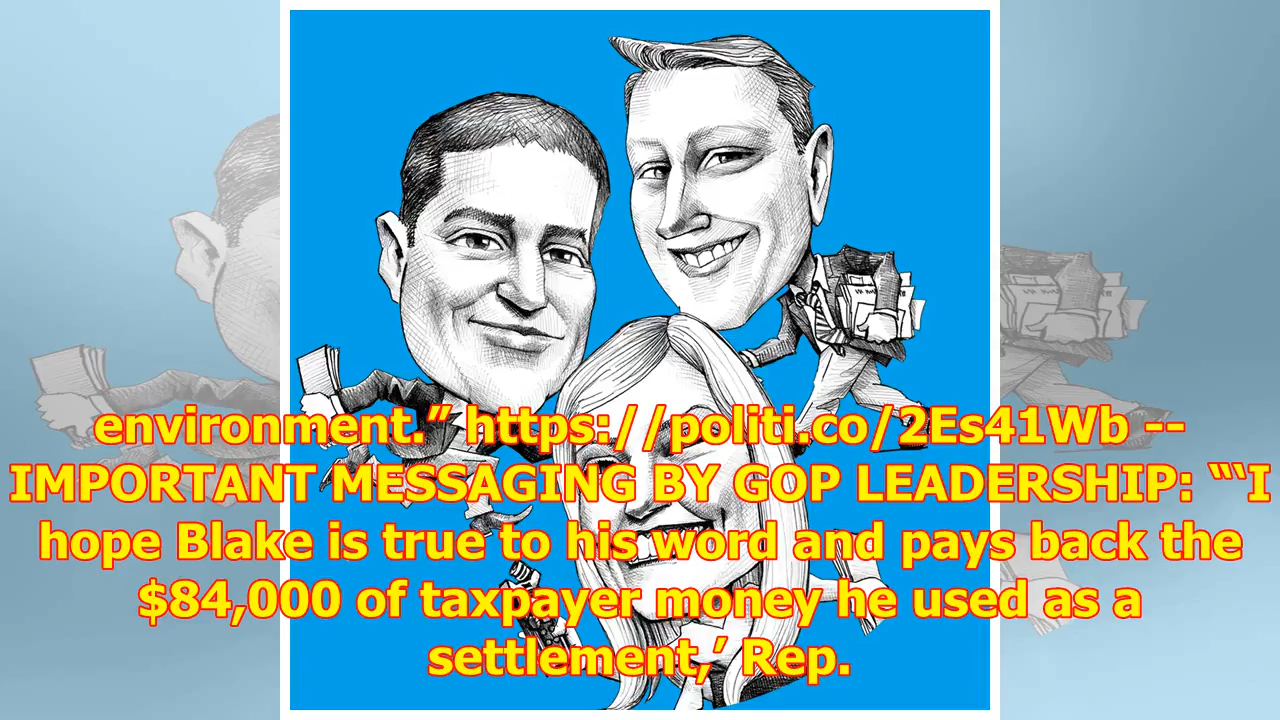 environment.” https://politi.co/2Es41Wb --
IMPORTANT MESSAGING BY GOP LEADERSHIP: “‘I
hope Blake is true to his word and pays back the
$84,000 of taxpayer money he used as a
settlement,’ Rep.